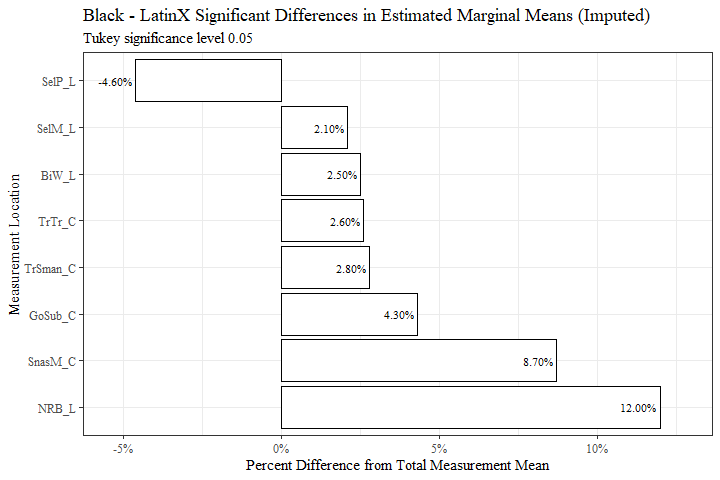 Black - LatinX Significant Differences in Estimated Marginal Means (Imputed)
Tukey significance level 0.05
Measurement Location
SelP_L -4.60%
SelM_L 2.10%
BiW_L 2.50%
TrTr_C 2.60%
TrSman_C 2.80%
GoSub_C 4.30%
SnasM_C 8.70%
NRB_L 12.00%
-5% 0% 5% 10%
Percent Difference from Total Measurement Mean